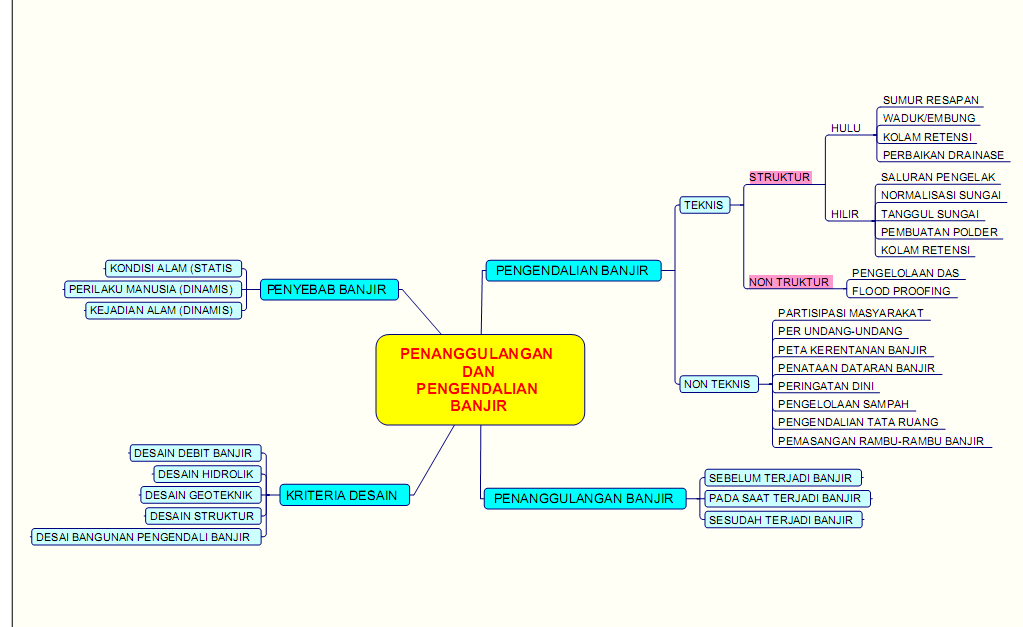 PENANGGULANGAN
DAN
PENGENDALIAN
BANJIR
PENYEBAB BANJIR
KONDISI ALAM (STATIS
PERILAKU MANUSIA (DINAMIS)
KEJADIAN ALAM (DINAMIS)
KRITERIA DESAIN
DESAIN DEBIT BANJIR
DESAIN HIDROLIK
DESAIN GEOTEKNIK
DESAIN STRUKTUR
DESAI BANGUNAN PENGENDALI BANJIR
PENGENDALIAN BANJIR
TEKNIS
STRUKTUR
HULU
SUMUR RESAPAN
WADUK/EMBUNG
KOLAM RETENSI
PERBAIKAN DRAINASE
HILIR
SALURAN PENGELAK
NORMALISASI SUNGAI
TANGGUL SUNGAI
PEMBUATAN POLDER
KOLAM RETENSI
NON TRUKTUR
PENGELOLAAN DAS
FLOOD PROOFING
NON TEKNIS
PARTISIPASI MASYARAKAT
PER UNDANG-UNDANG
PETA KERENTANAN BANJIR
PENATAAN DATARAN BANJIR
PERINGATAN DINI
PENGELOLAAN SAMPAH
PENGENDALIAN TATA RUANG
PEMASANGAN RAMBU-RAMBU BANJIR
PENANGGULANGAN BANJIR
SEBELUM TERJADI BANJIR
PADA SAAT TERJADI BANJIR
SESUDAH TERJADI BANJIR